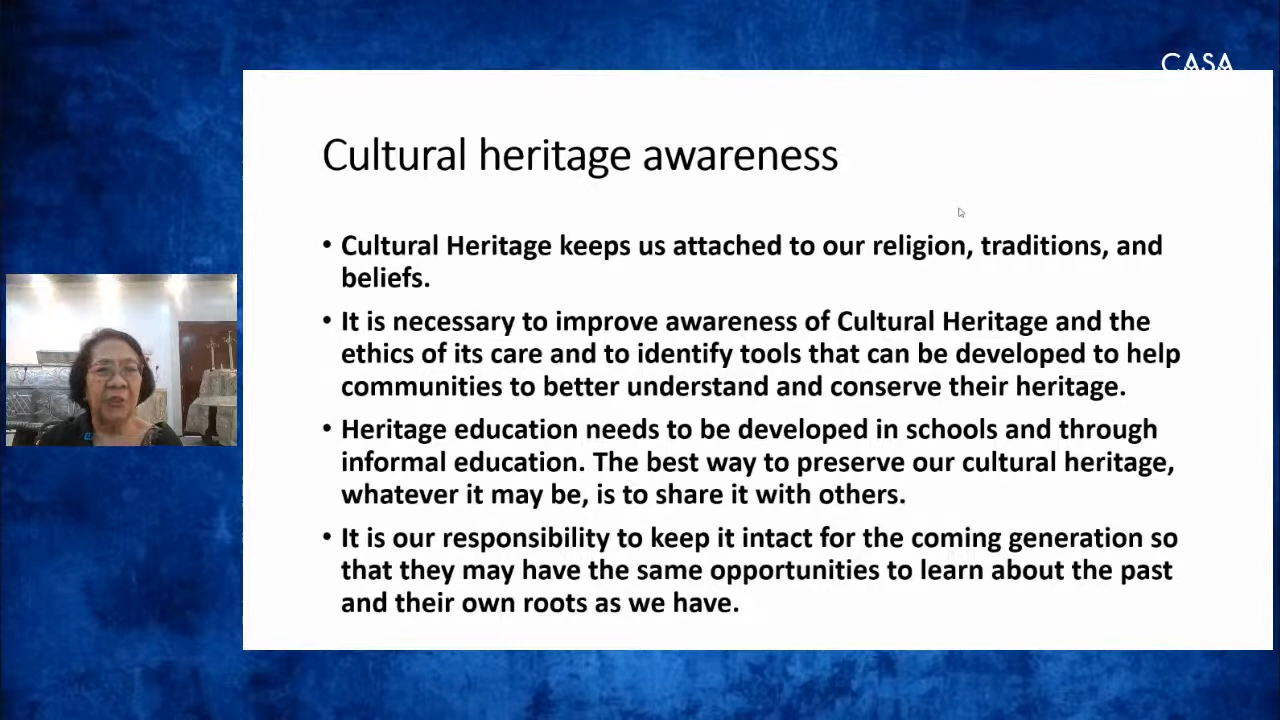 CASA
Cultural heritage awareness
• Cultural Heritage keeps us attached to our religion, traditions, and
beliefs.
• It is necessary to improve awareness of Cultural Heritage and the
ethics of its care and to identify tools that can be developed to help
communities to better understand and conserve their heritage.
• Heritage education needs to be developed in schools and through
informal education. The best way to preserve our cultural heritage,
whatever it may be, is to share it with others.
• It is our responsibility to keep it intact for the coming generation so
that they may have the same opportunities to learn about the past
and their own roots as we have.